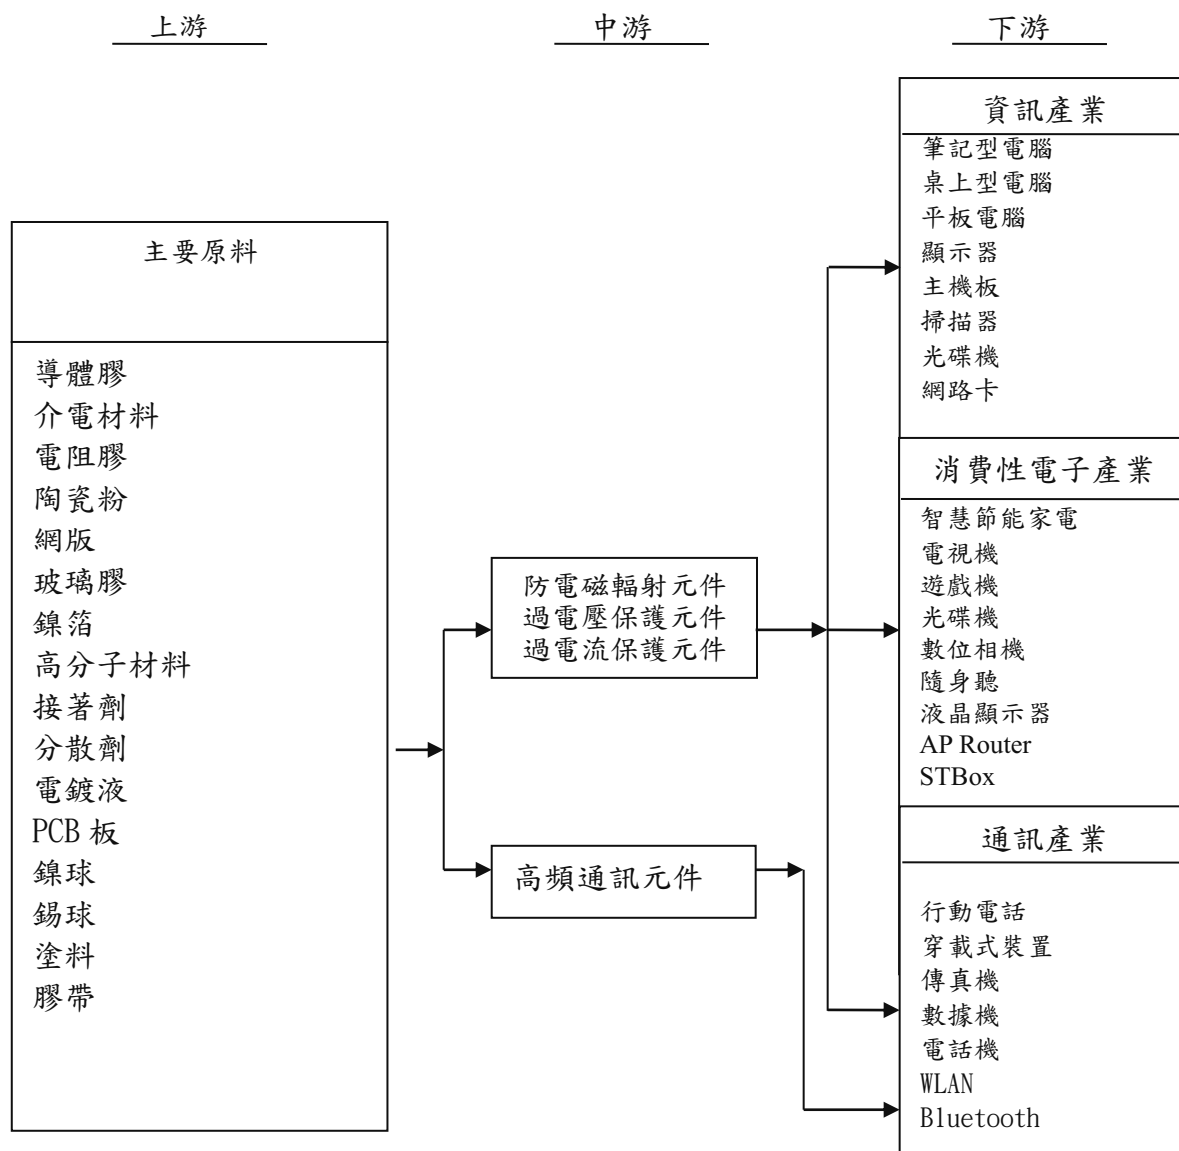 上游
中游
下游
主要原料
導體膠
介電材料
電阻膠
陶瓷粉
網版
玻璃膠
鎳箔
高分子材料
接著劑
分散劑
電鍍液
PCB 板
鎳球
錫球
塗料
膠帶
防電磁輻射元件
過電壓保護元件
過電流保護元件
高頻通訊元件
資訊產業
筆記型電腦
桌上型電腦
平板電腦
顯示器
主機板
掃描器
光碟機
網路卡
消費性電子產業
智慧節能家電
電視機
遊戲機
光碟機
數位相機
隨身聽
液晶顯示器
AP Router
STBox
通訊產業
行動電話
穿載式裝置
傳真機
數據機
電話機
WLAN
Bluetooth